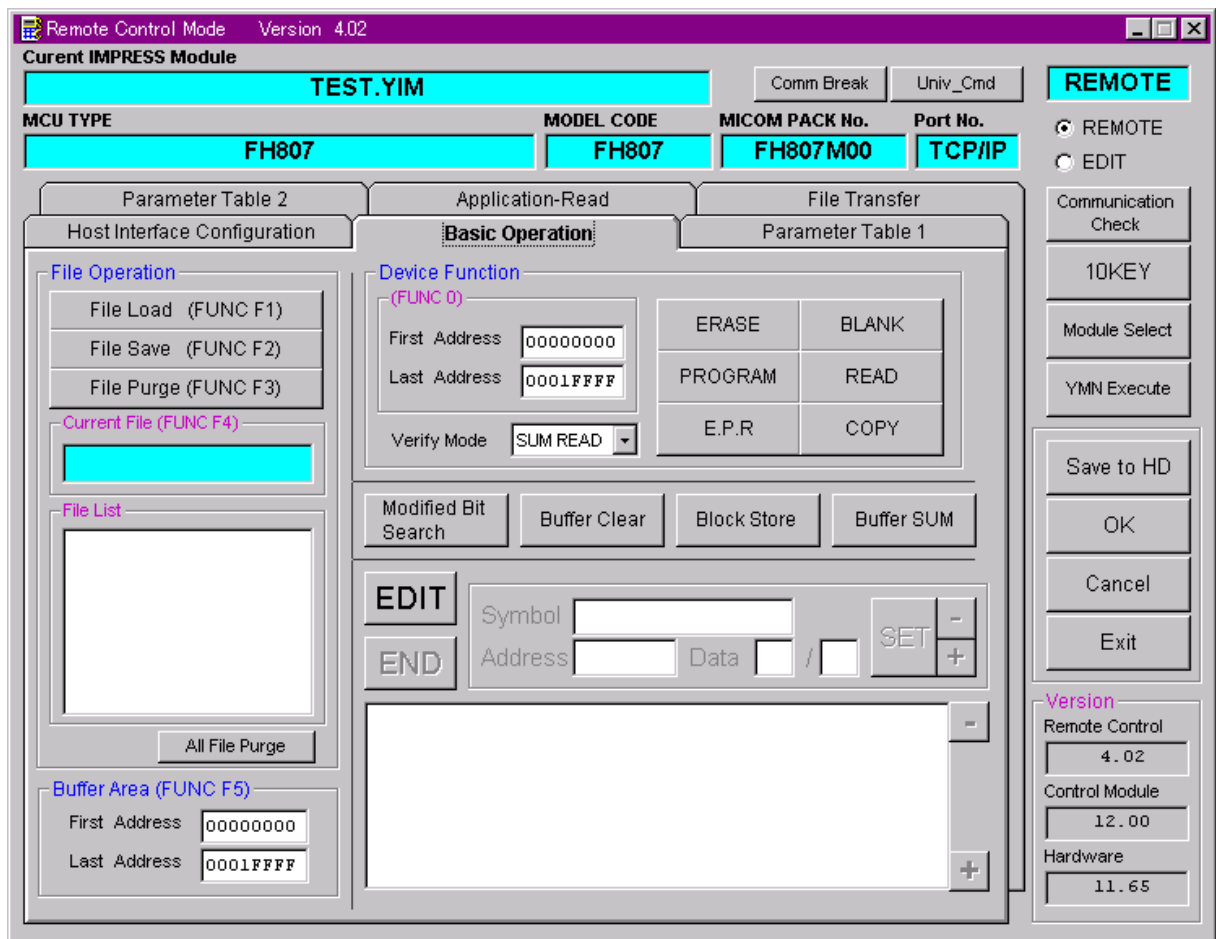 Remote Control Mode Version 4.02
Curent IMPRESS Module
TEST.YIM
Comm Break
Univ_Cmd
REMOTE
MCU TYPE
MODEL CODE
MICOM PACK No.
Port No.
FH807
FH807
FH807M00
TCP/IP
REMOTE
EDIT
Parameter Table 2
Application-Read
File Transfer
Host Interface Configuration
Basic Operation
Parameter Table 1
File Operation
File Load (FUNC F1)
File Save (FUNC F2)
File Purge (FUNC F3)
Current File (FUNC F4)
File List
All File Purge
Buffer Area (FUNC F5)
First Address
00000000
Last Address
0001FFFF
Device Function
(FUNC 0)
First Address
00000000
Last Address
0001FFFF
Verify Mode
SUM READ
ERASE
BLANK
PROGRAM
READ
E.P.R
COPY
Modified Bit
Search
Buffer Clear
Block Store
Buffer SUM
EDIT
END
Symbol
Address
Data
/
SET
-
+
-
+
Communication
Check
10KEY
Module Select
YMN Execute
Save to HD
OK
Cancel
Exit
Version
Remote Control
4.02
Control Module
12.00
Hardware
11.65